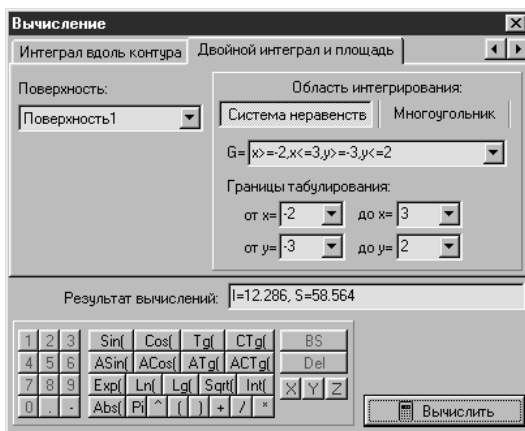 Вычисление
Интеграл вдоль контура Двойной интеграл и площадь
Поверхность:
Поверхность1
Область интегрирования:
Система неравенств Многоугольник
G= x>=-2,x<=3,y>=-3,y<=2
Границы табулирования:
от x= -2 до x= 3
от y= -3 до y= 2
Результат вычислений: I=12.286, S=58.564
1 2 3 Sin( Cos( Tg( CTg( BS
4 5 6 ASin( ACos( ATg( ACTg( Del
7 8 9 Exp( Ln( Lg( Sqrt( Int( X Y Z
0 . - Abs( Pi ^ ( ) + / *
Вычислить